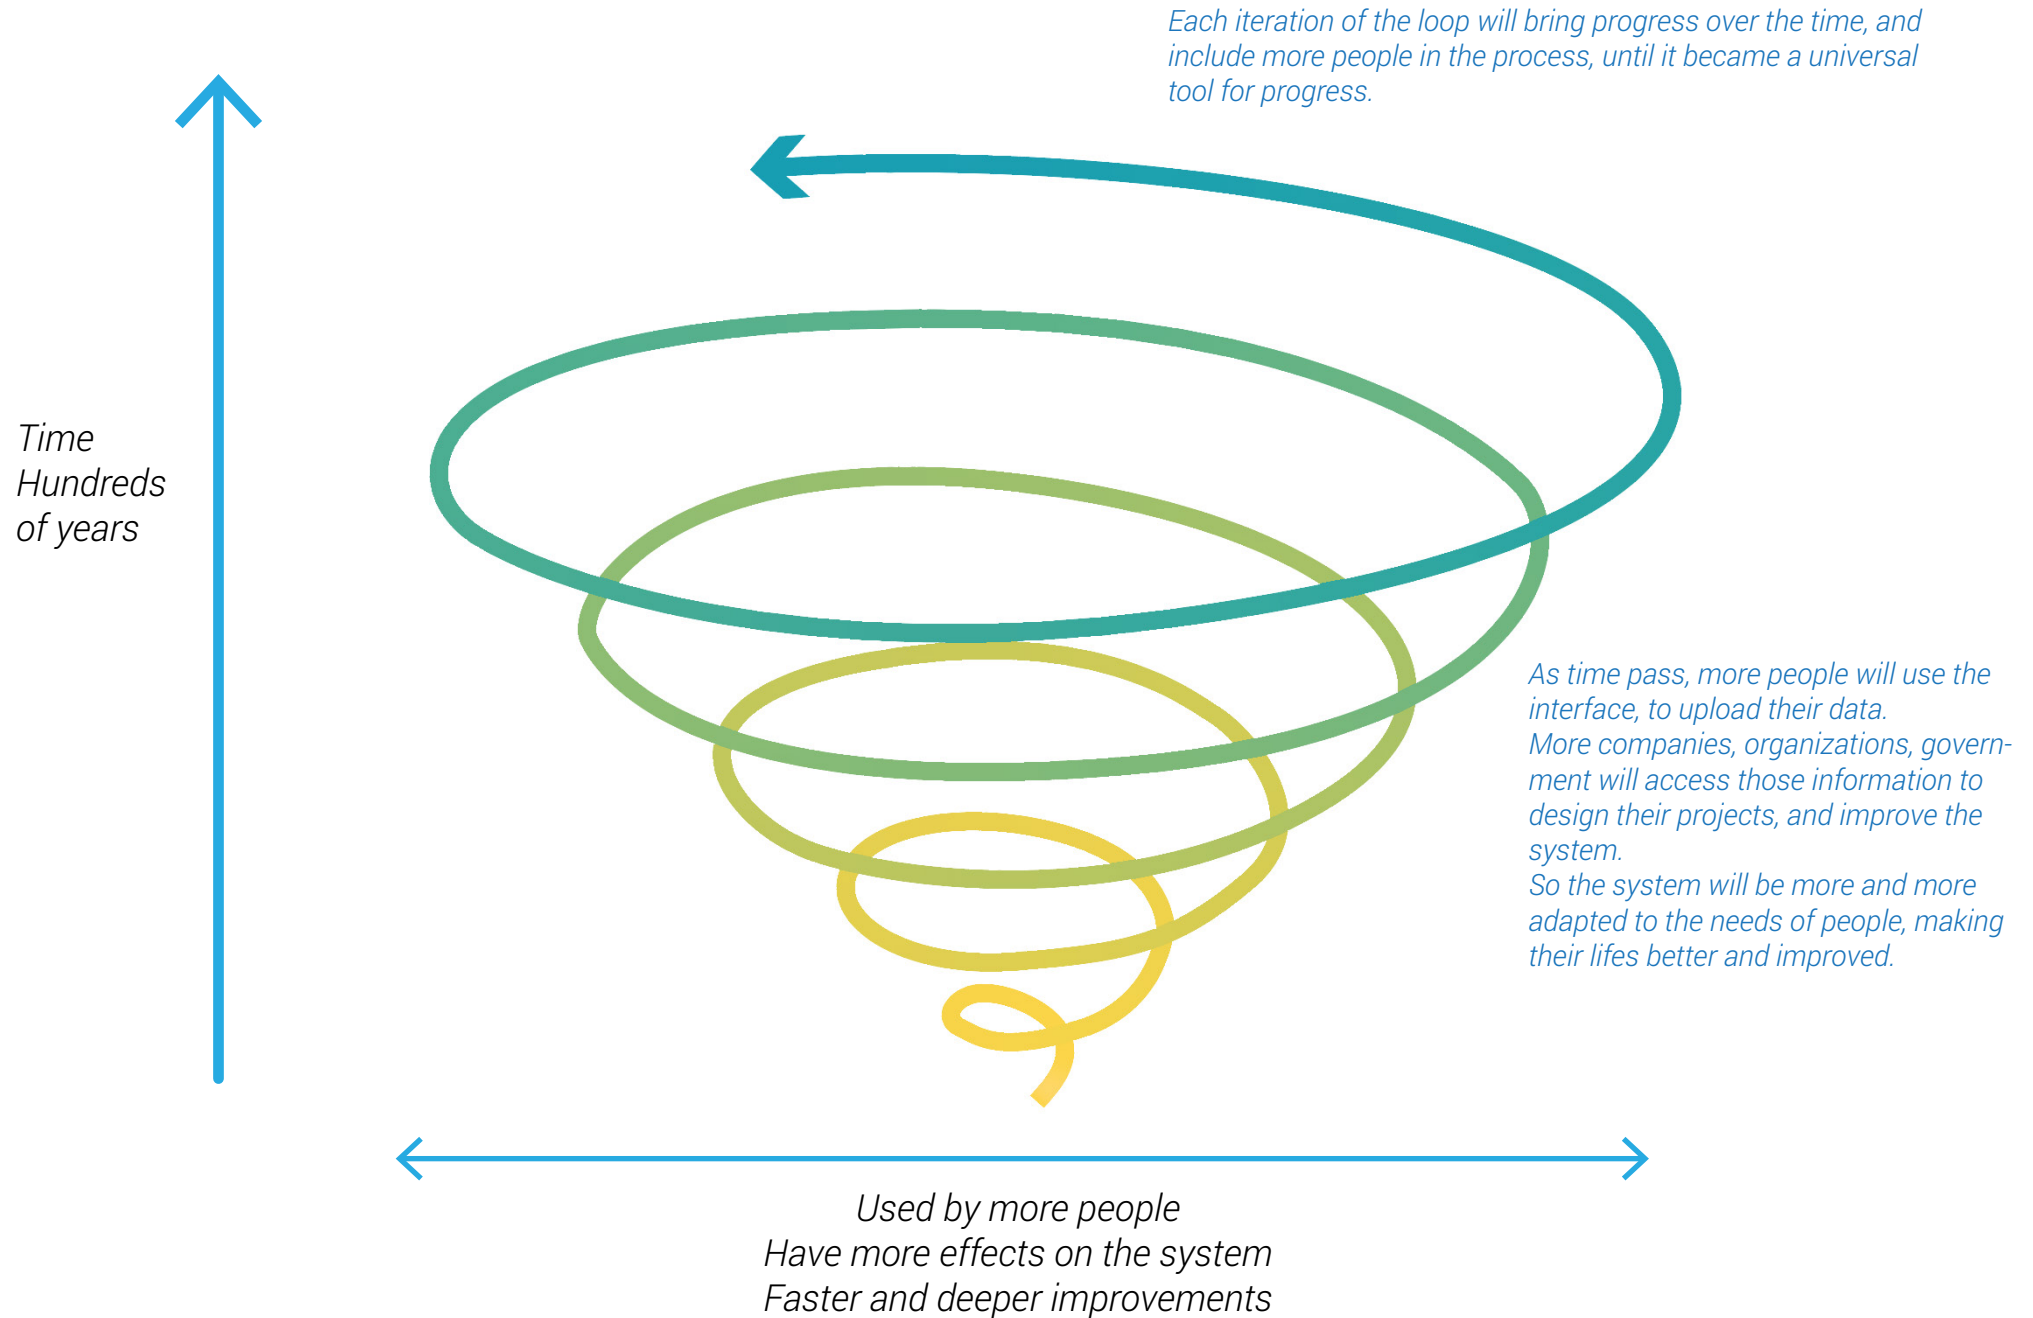 Each iteration of the loop will bring progress over the time, and
include more people in the process, until it became a universal
tool for progress.
Time
Hundreds
of years
As time pass, more people will use the
interface, to upload their data.
More companies, organizations, govern-
ment will access those information to
design their projects, and improve the
system.
So the system will be more and more
adapted to the needs of people, making
their lifes better and improved.
Used by more people
Have more effects on the system
Faster and deeper improvements